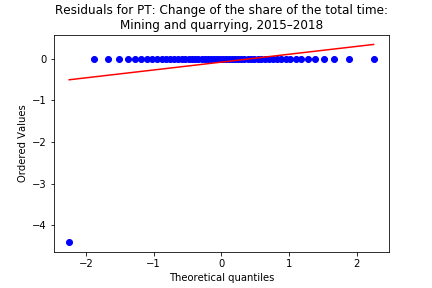 Residuals for PT: Change of the share of the total time:
Mining and quarrying, 2015–2018
Ordered Values
0
−1
−2
−3
−4
−2
−1
0
1
2
Theoretical quantiles